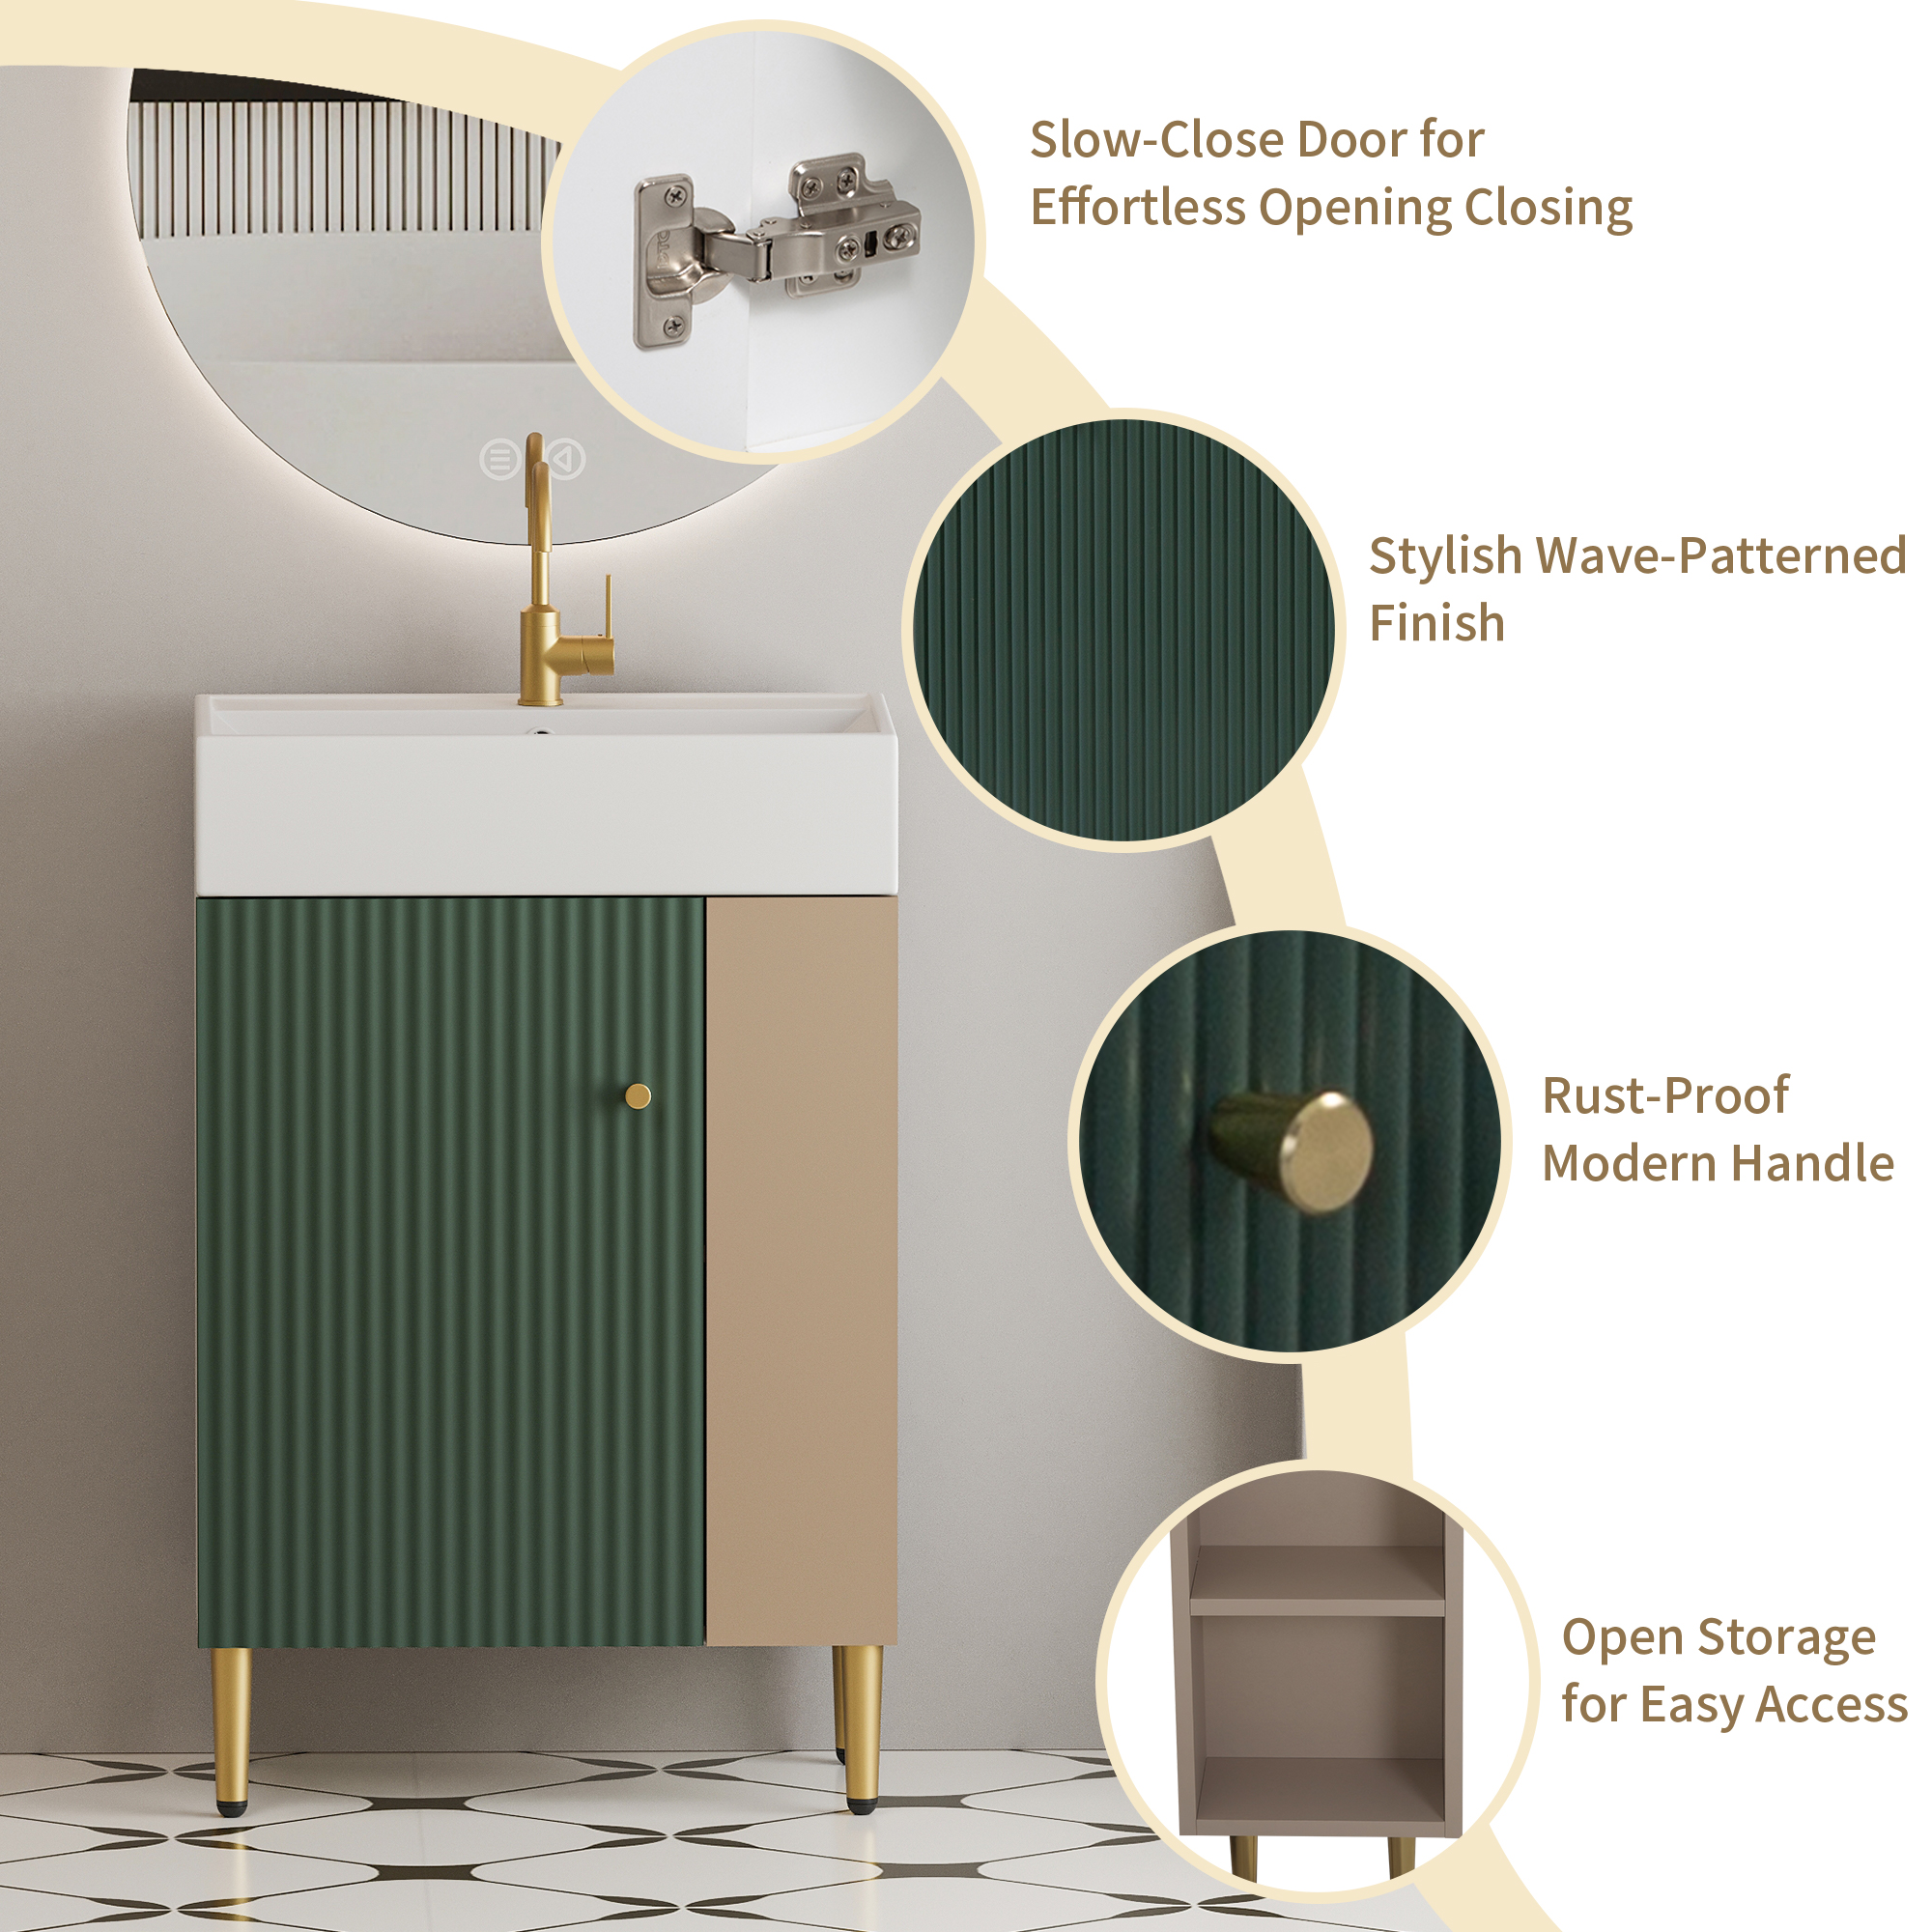 Slow-Close Door for
Effortless Opening Closing
Stylish Wave-Patterned
Finish
Rust-Proof
Modern Handle
Open Storage
for Easy Access